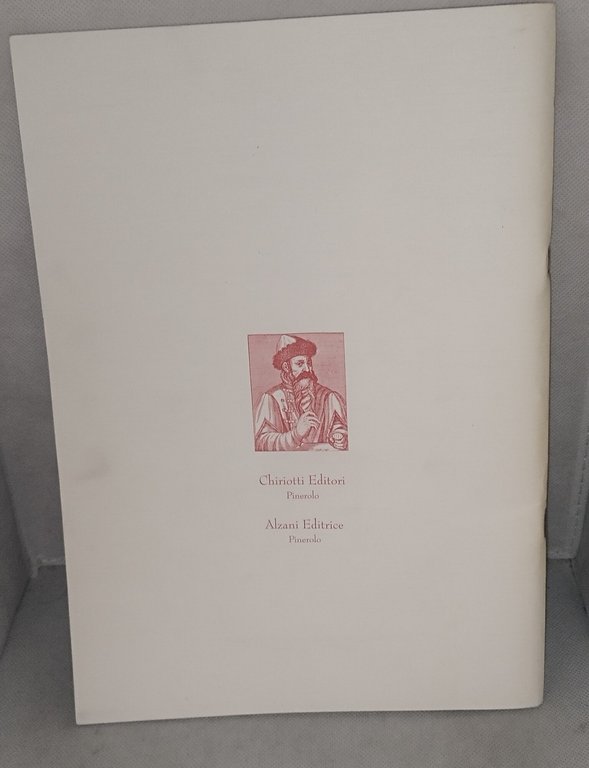 Chiriotti Editori
Pinerolo
Alzani Editrice
Pinerolo